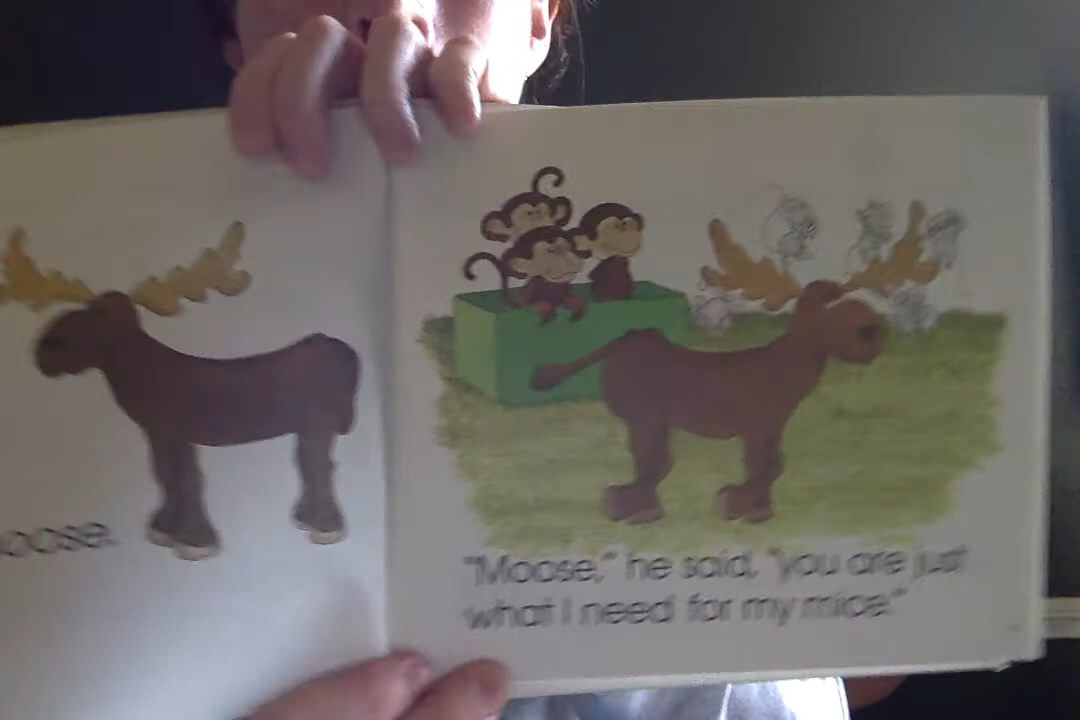 oose.
"Moose," he said, "you are just
what I need for my mice."